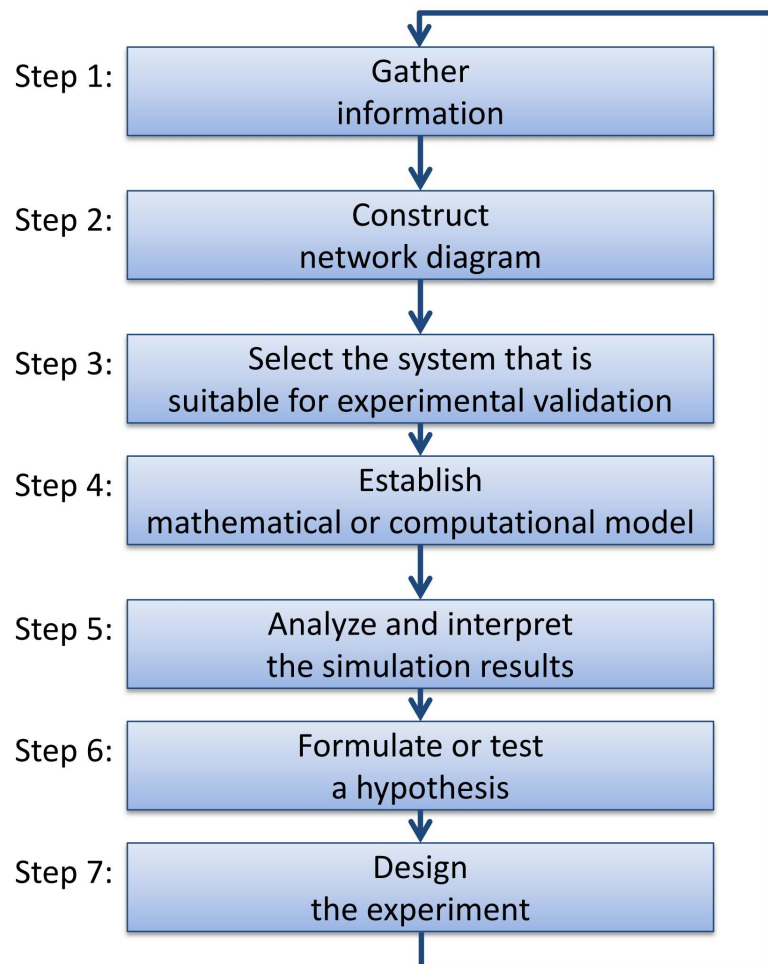 Step 1:
Gather
information
Step 2:
Construct
network diagram
Step 3:
Select the system that is
suitable for experimental validation
Step 4:
Establish
mathematical or computational model
Step 5:
Analyze and interpret
the simulation results
Step 6:
Formulate or test
a hypothesis
Step 7:
Design
the experiment